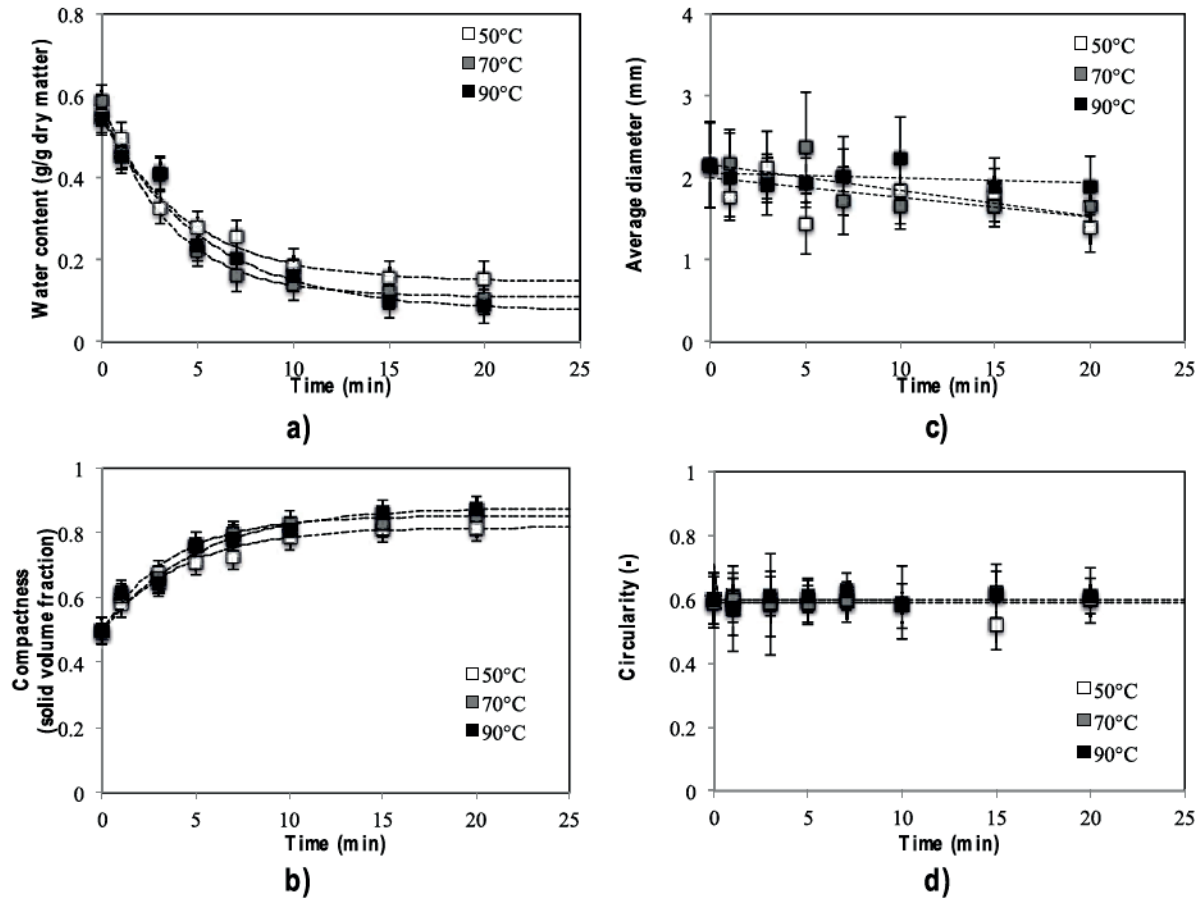 0.8
0.6
0.4
0.2
0
Water content (g/g dry matter)
50°C
70°C
90°C
0 5 10 15 20 25
Time (min)
a)
4
3
2
1
0
Average diameter (mm)
50°C
70°C
90°C
0 5 10 15 20 25
Time (min)
c)
1
0.8
0.6
0.4
0.2
0
Compactness
(solid volume fraction)
50°C
70°C
90°C
0 5 10 15 20 25
Time (min)
b)
1
0.8
0.6
0.4
0.2
0
Circularity (-)
50°C
70°C
90°C
0 5 10 15 20 25
Time (min)
d)